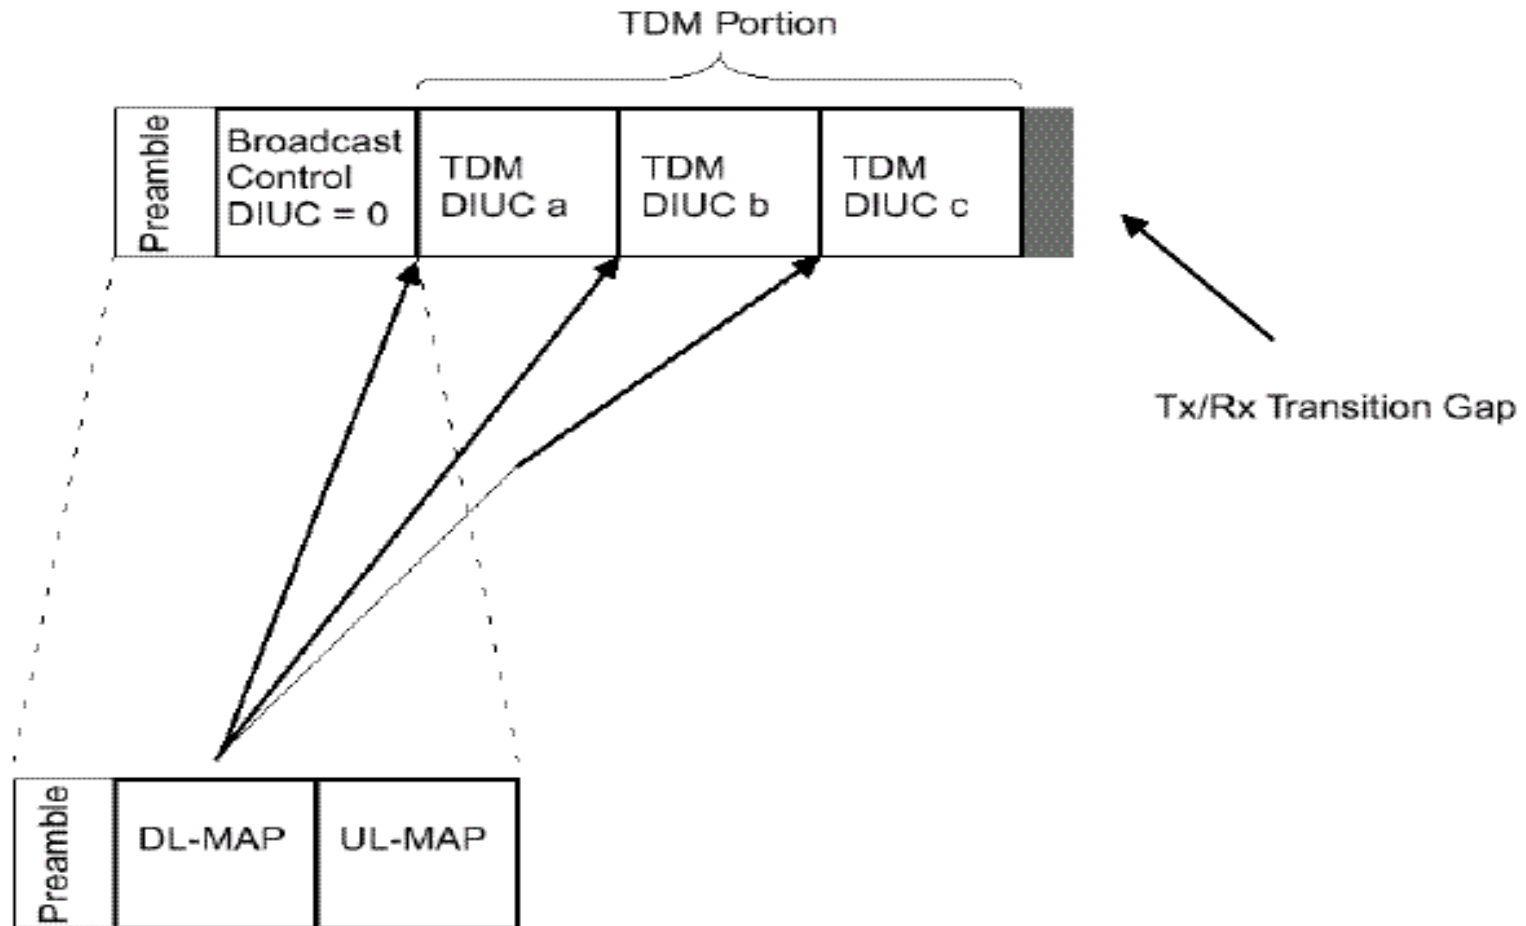 TDM Portion
Preamble
Broadcast
Control
DIUC = 0
TDM
DIUC a
TDM
DIUC b
TDM
DIUC c
Tx/Rx Transition Gap
Preamble
DL-MAP
UL-MAP